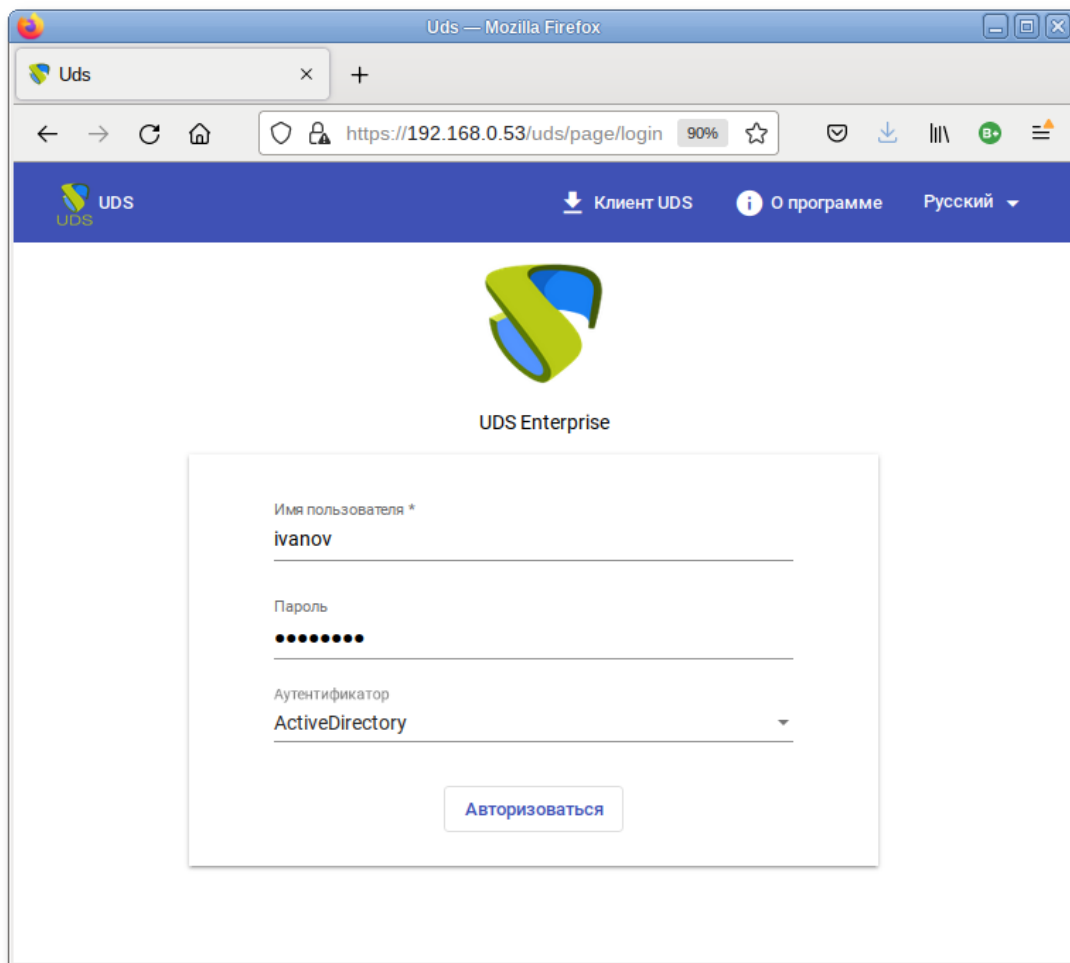 Uds — Mozilla Firefox
Uds
https://192.168.0.53/uds/page/login 90%
UDS UDS Клиент UDS О программе Русский
UDS Enterprise
Имя пользователя *
ivanov
Пароль
••••••••
Аутентификатор
ActiveDirectory
Авторизоваться